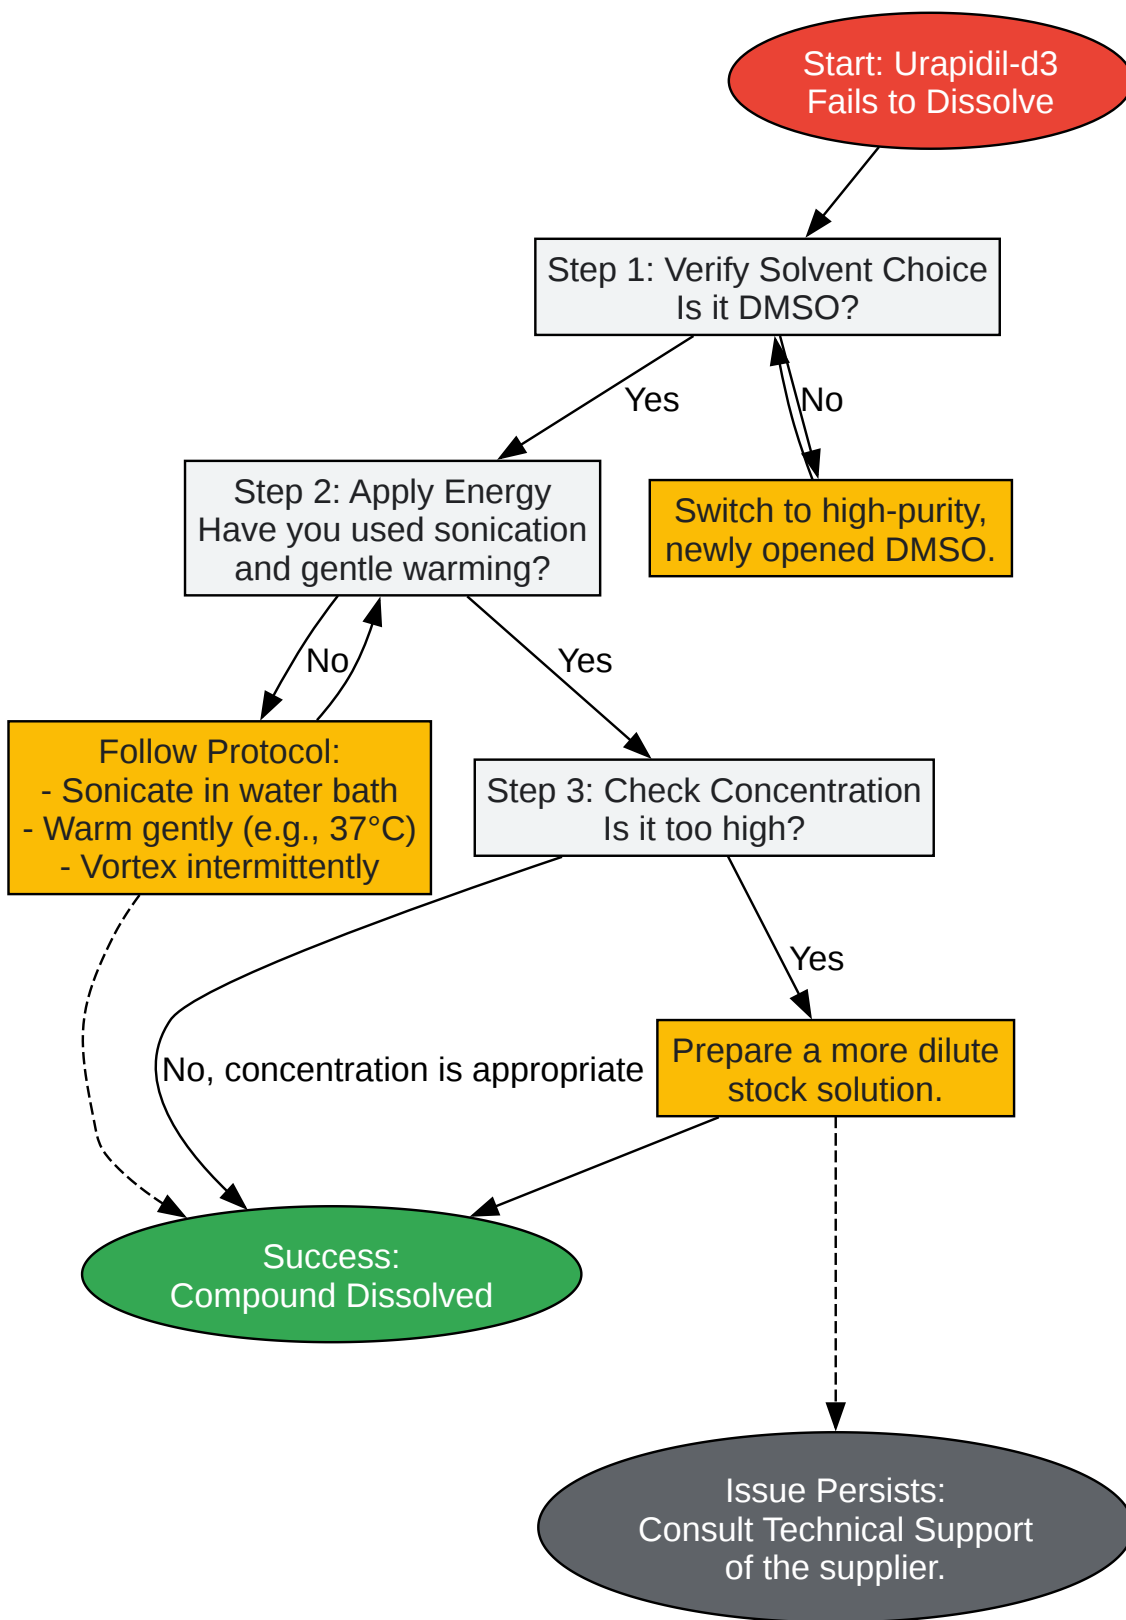 Start: Urapidil-d3
Fails to Dissolve
Step 1: Verify Solvent Choice
Is it DMSO?
Yes
No
Step 2: Apply Energy
Have you used sonication
and gentle warming?
Switch to high-purity,
newly opened DMSO.
No
Yes
Follow Protocol:
- Sonicate in water bath
- Warm gently (e.g., 37°C)
- Vortex intermittently
Step 3: Check Concentration
Is it too high?
Yes
No, concentration is appropriate
Prepare a more dilute
stock solution.
Success:
Compound Dissolved
Issue Persists:
Consult Technical Support
of the supplier.